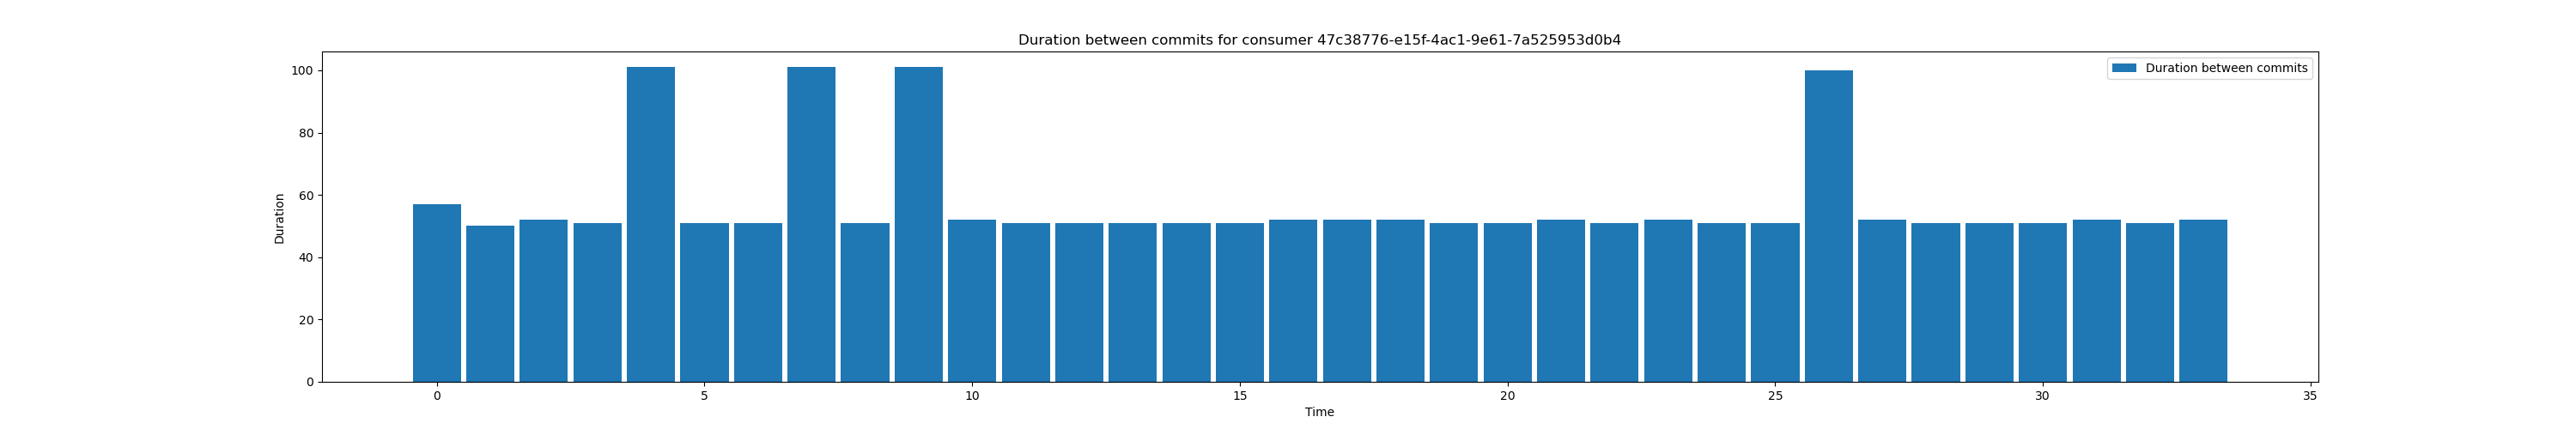 Duration between commits for consumer 47c38776-e15f-4ac1-9e61-7a525953d0b4
Duration between commits
100
80
60
40
20
0
Duration
0 5 10 15 20 25 30 35
Time